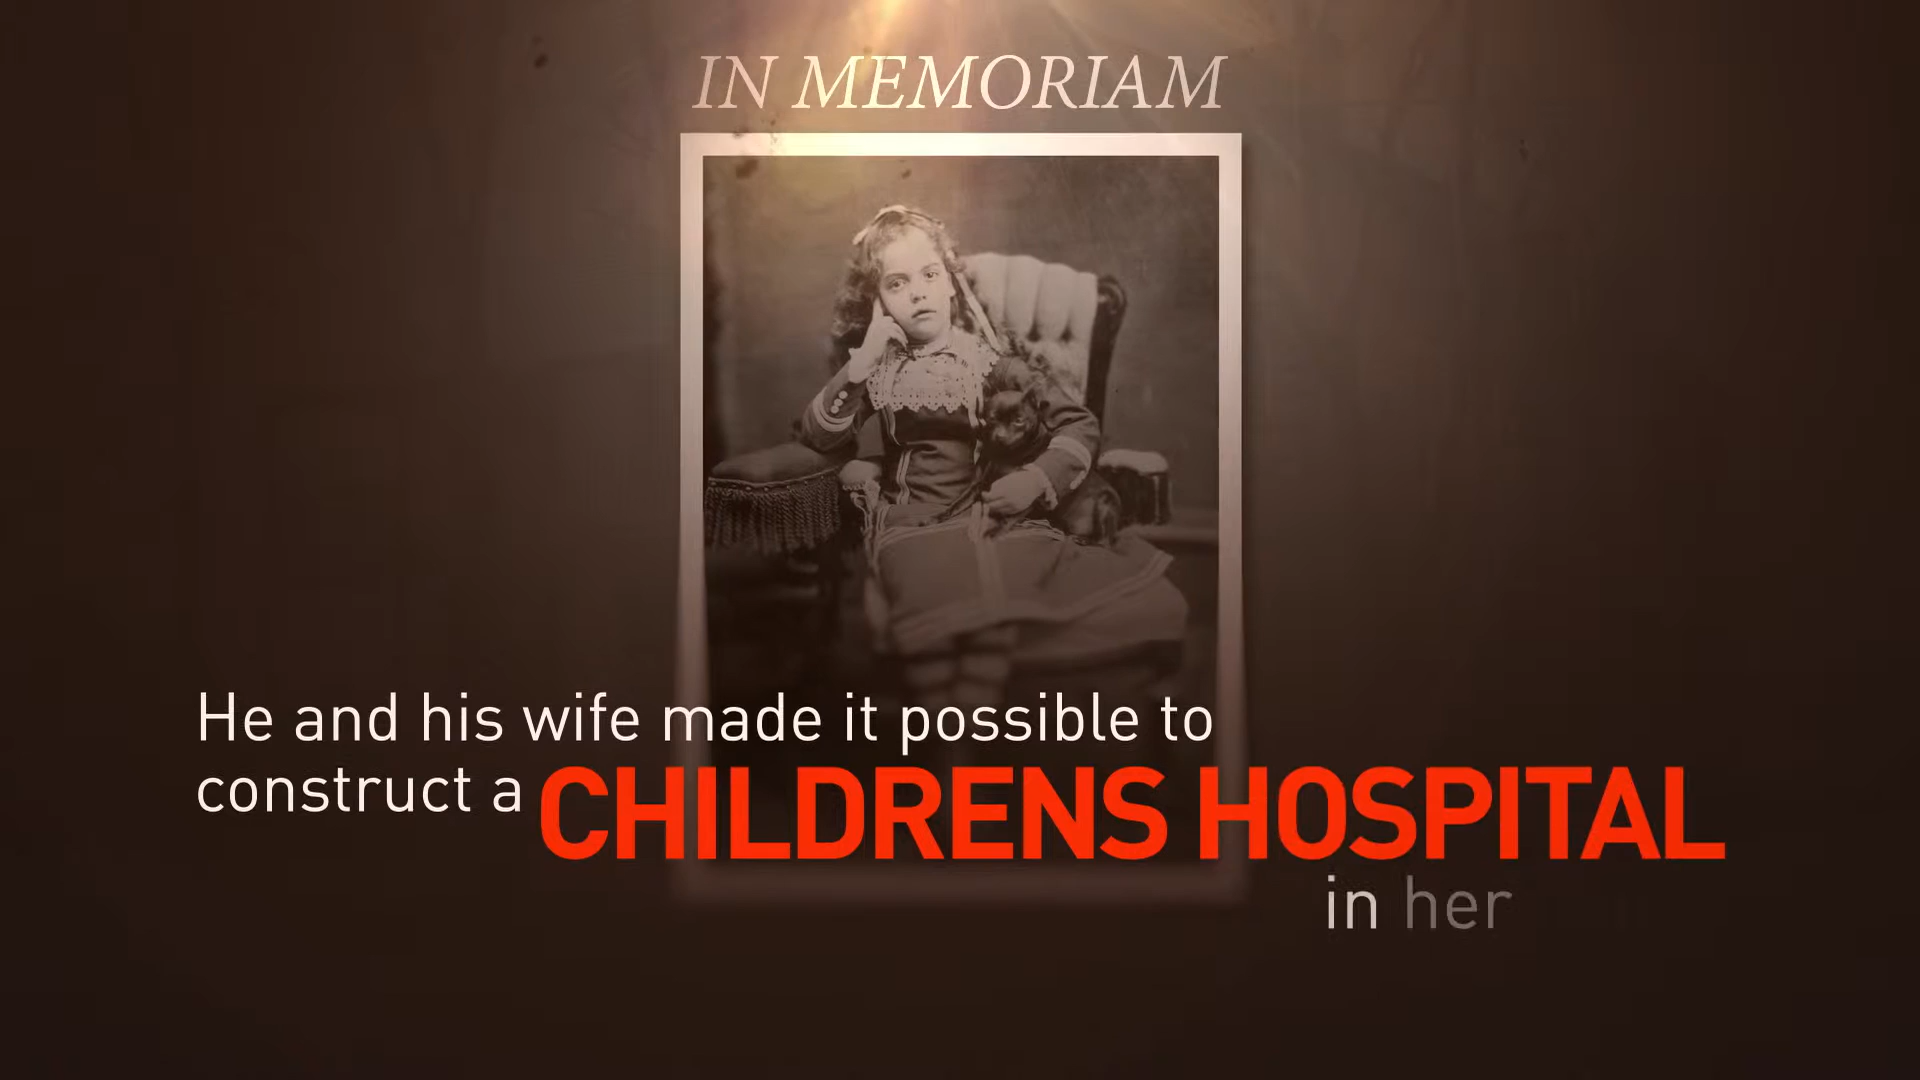 IN MEMORIAM
He and his wife made it possible to
construct a CHILDRENS HOSPITAL
in her